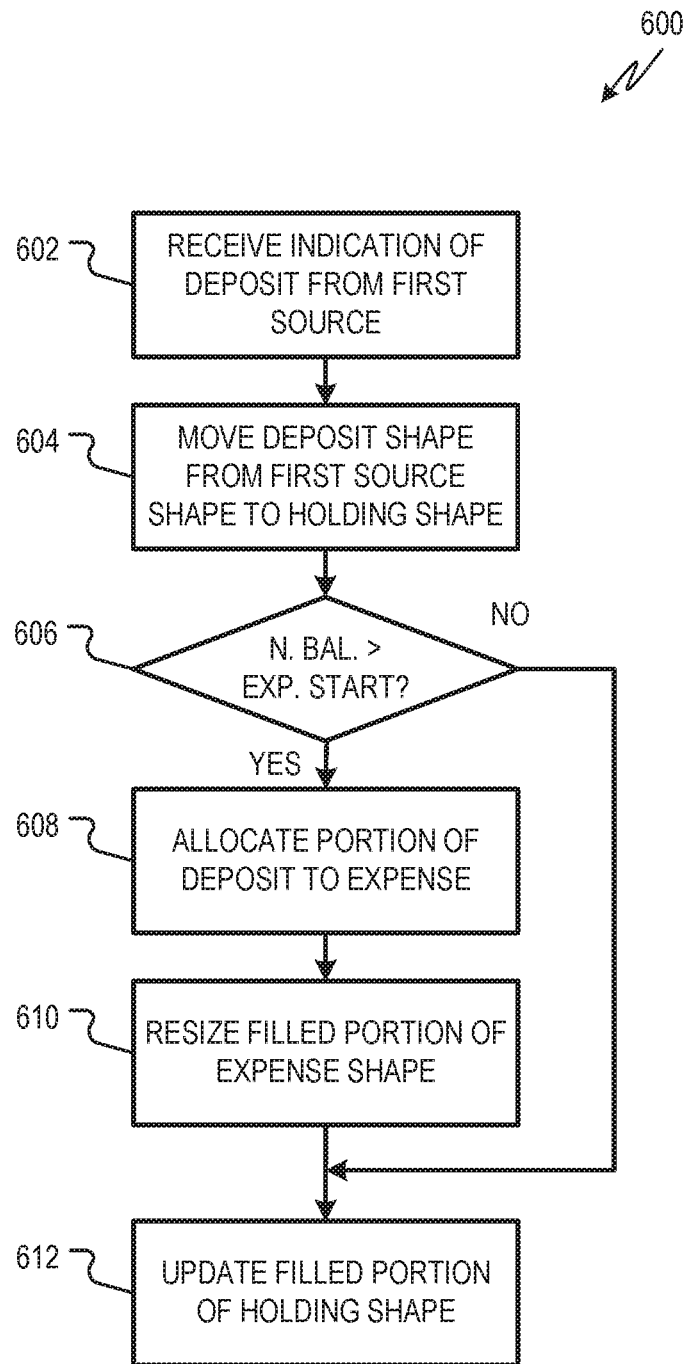 600
602
RECEIVE INDICATION OF
DEPOSIT FROM FIRST
SOURCE
604
MOVE DEPOSIT SHAPE
FROM FIRST SOURCE
SHAPE TO HOLDING SHAPE
606
N. BAL. >
EXP. START?
NO
YES
608
ALLOCATE PORTION OF
DEPOSIT TO EXPENSE
610
RESIZE FILLED PORTION OF
EXPENSE SHAPE
612
UPDATE FILLED PORTION
OF HOLDING SHAPE